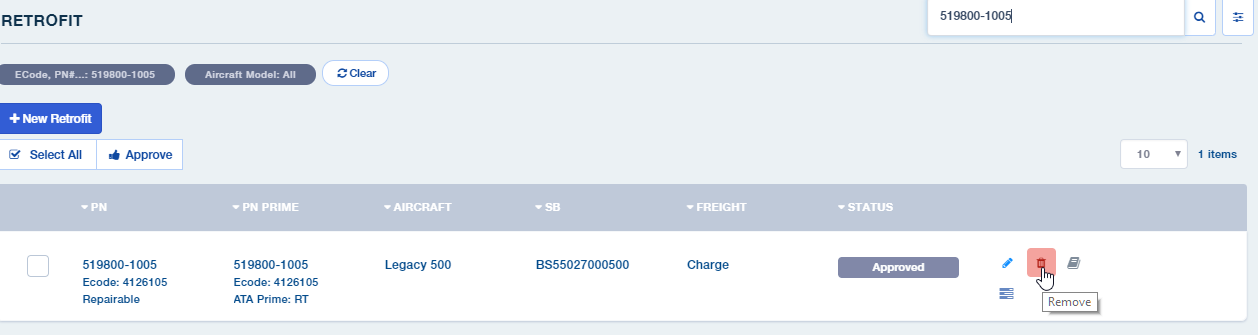 RETROFIT
519800-1005
ECode, PN#...: 519800-1005
Aircraft Model: All
Clear
New Retrofit
Select All
Approve
10
1 items
PN
PN PRIME
AIRCRAFT
SB
FREIGHT
STATUS
519800-1005
Ecode: 4126105
Repairable
519800-1005
Ecode: 4126105
ATA Prime: RT
Legacy 500
BS55027000500
Charge
Approved
Remove